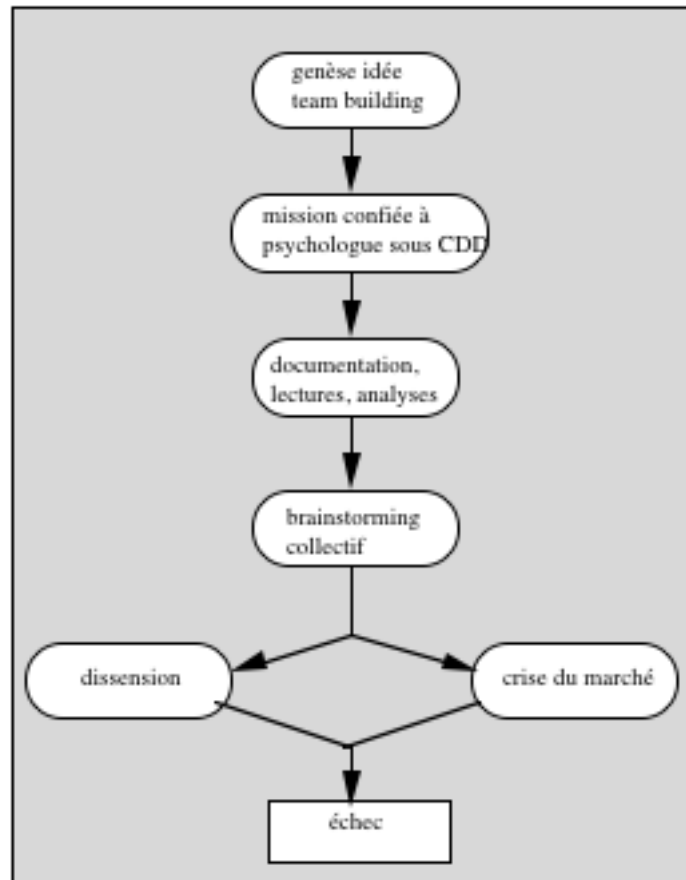 genèse idée
team building
mission confiée à
psychologue sous CDD
documentation,
lectures, analyses
brainstorming
collectif
dissension
crise du marché
échec